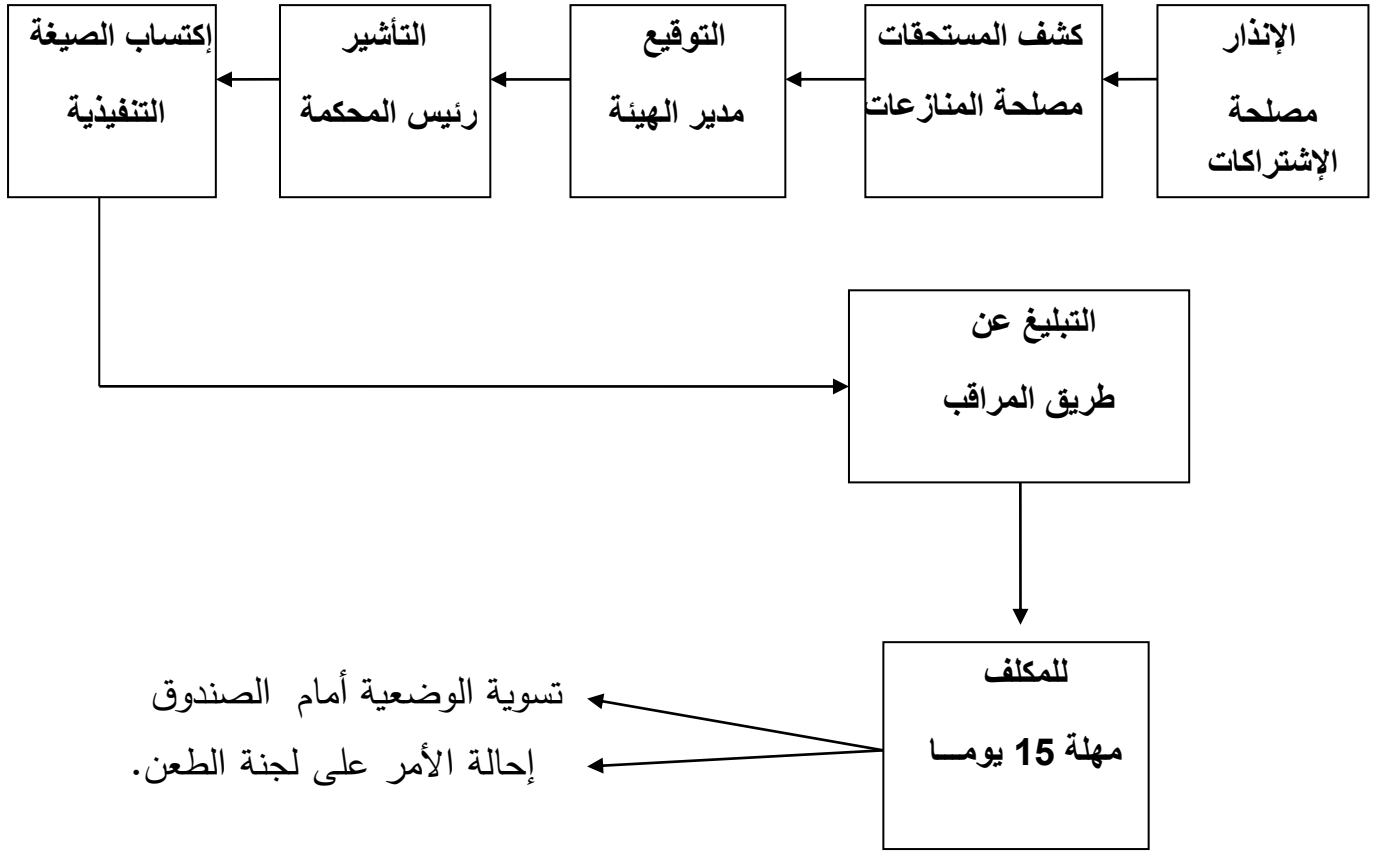 الإنذار
مصلحة
الإشتراكات
كشف المستحقات
مصلحة المنازعات
التوقيع
مدير الهيئة
التأشير
رئيس المحكمة
إكتساب الصيغة
التنفيذية
التبليغ عن
طريق المراقب
للمكلف
مهلة 15 يومـــا
تسوية الوضعية أمام الصندوق
إحالة الأمر على لجنة الطعن.